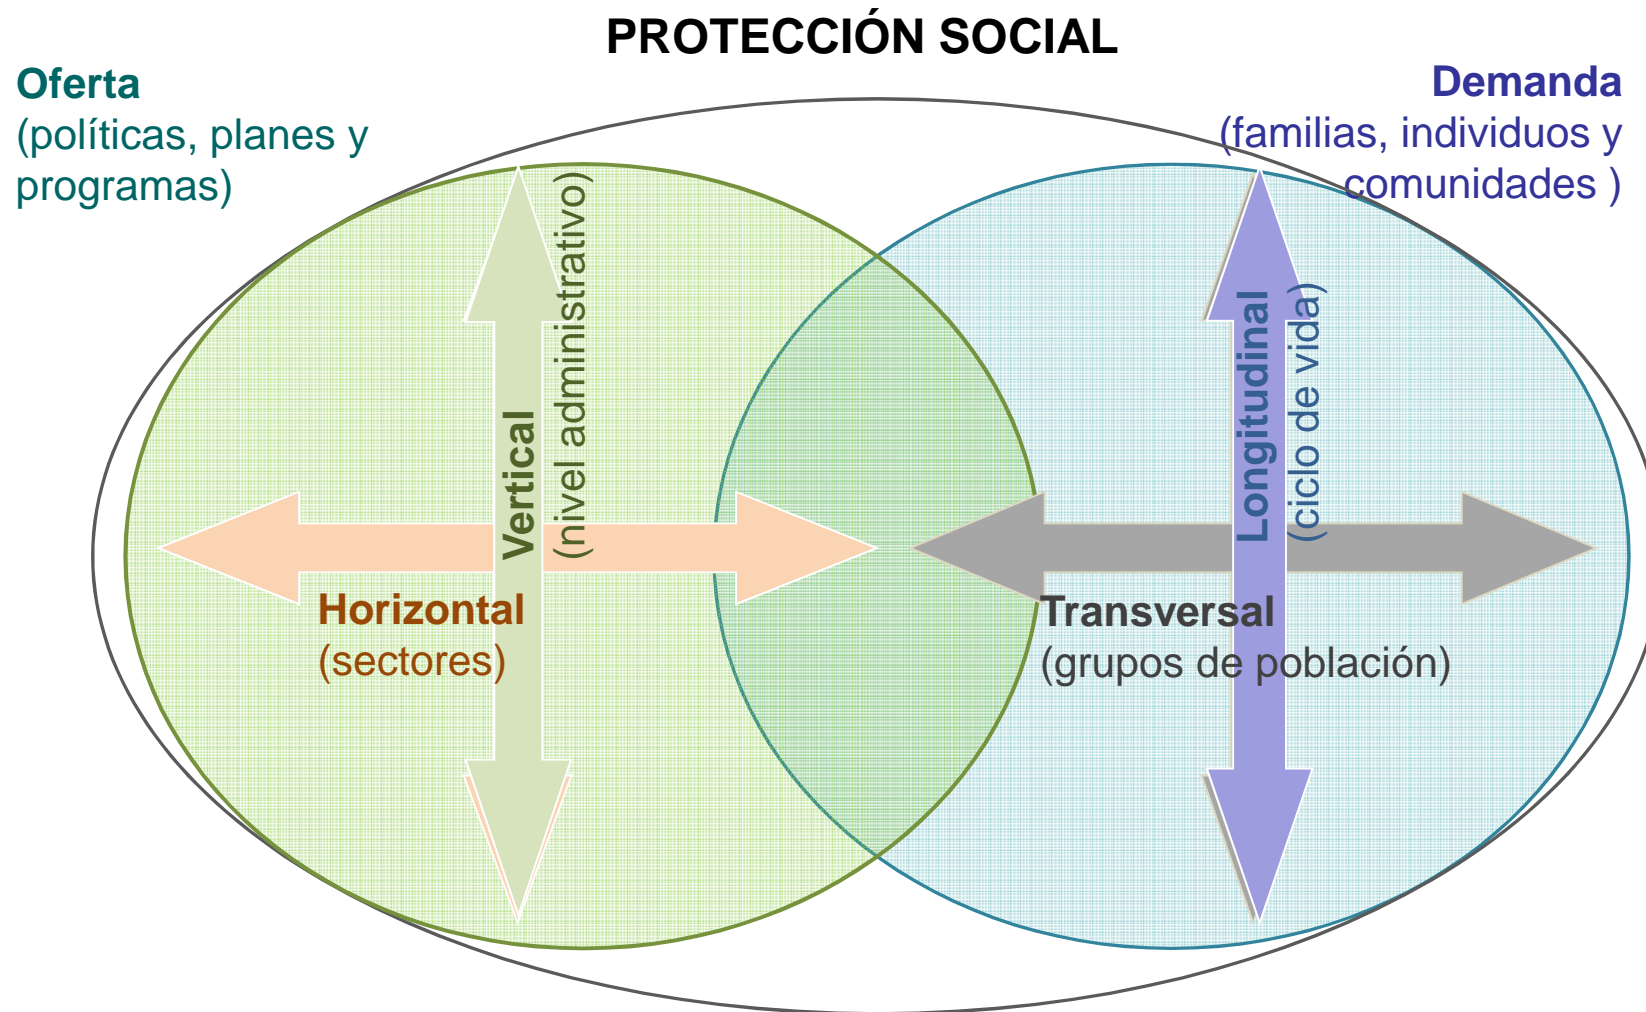 PROTECCIÓN SOCIAL
Oferta
(políticas, planes y
programas)
Demanda
(familias, individuos y
comunidades )
Vertical
(nivel administrativo)
Longitudinal
(ciclo de vida)
Horizontal
(sectores)
Transversal
(grupos de población)